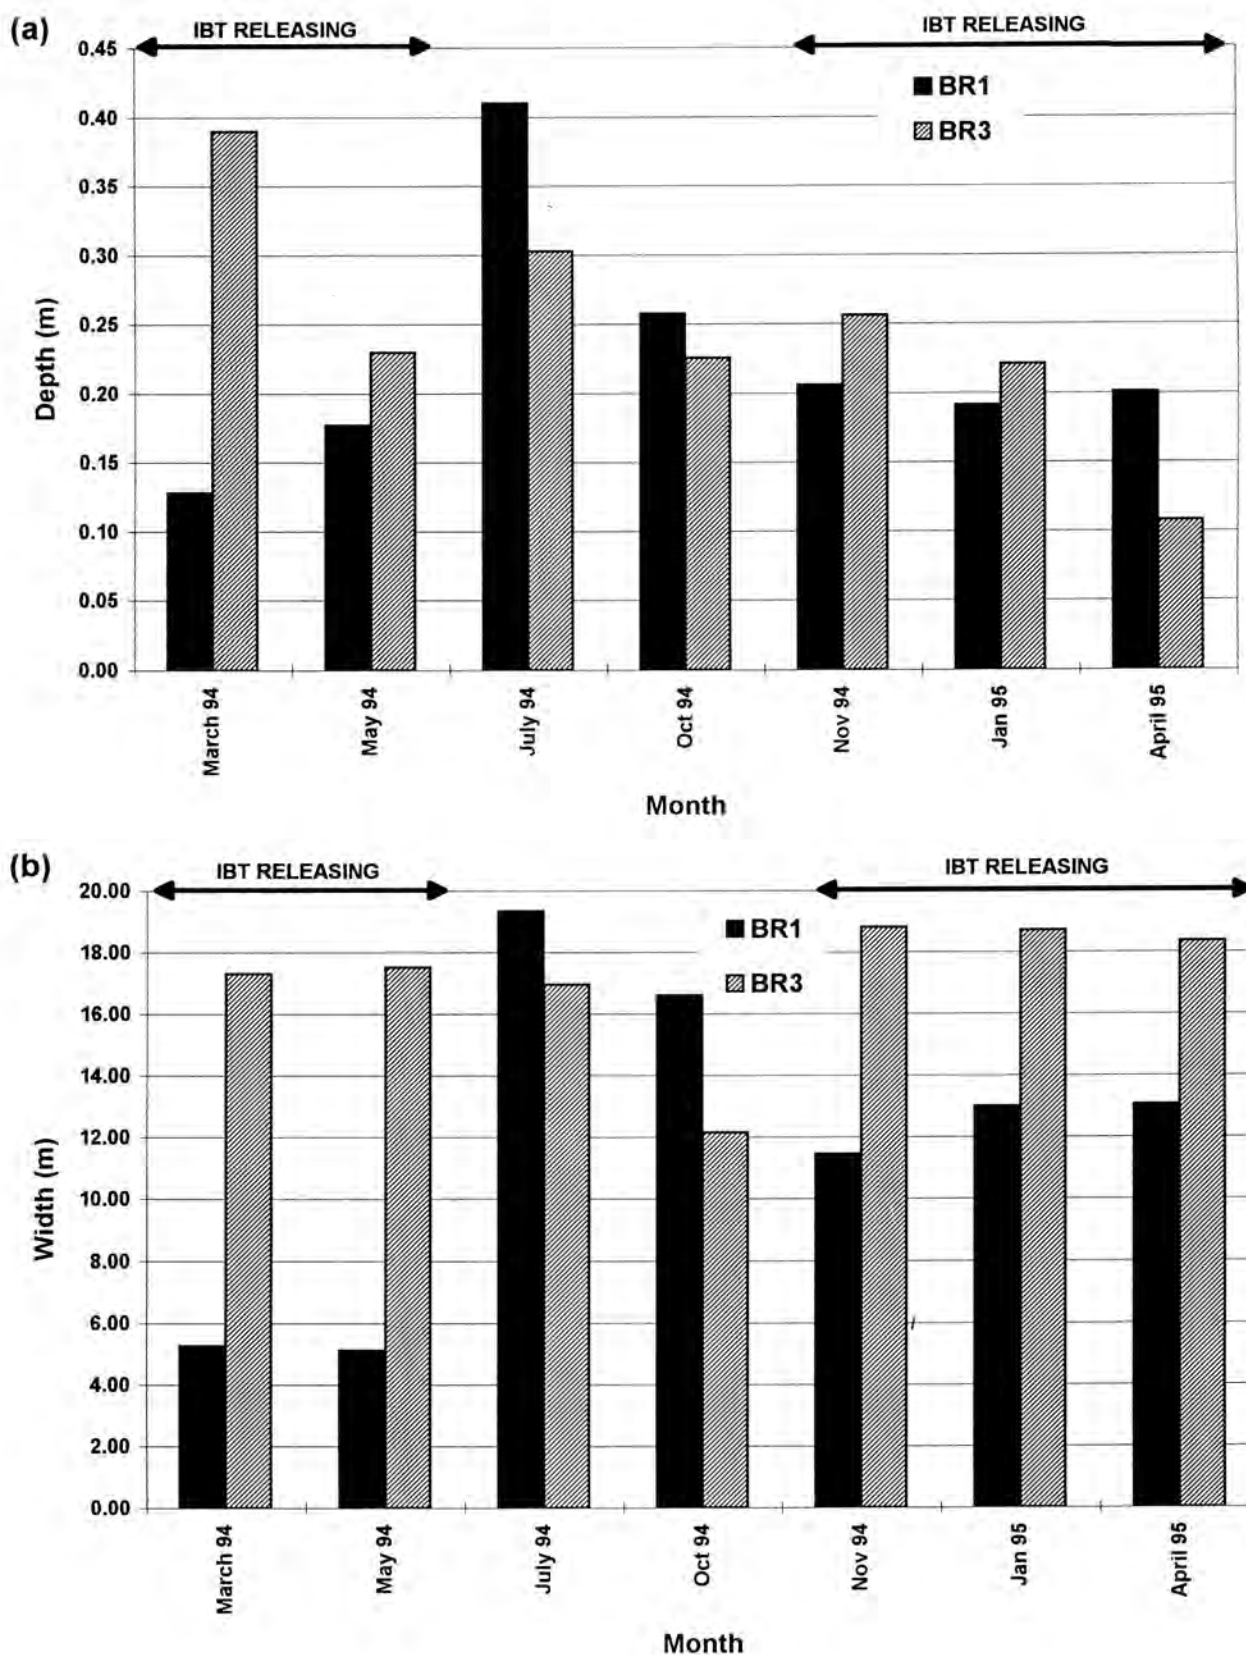 (a)
IBT RELEASING
IBT RELEASING
0.45
0.40
0.35
0.30
0.25
0.20
0.15
0.10
0.05
0.00
Depth (m)
BR1
BR3
March 94
May 94
July 94
Oct 94
Nov 94
Jan 95
April 95
Month
(b)
IBT RELEASING
IBT RELEASING
20.00
18.00
16.00
14.00
12.00
10.00
8.00
6.00
4.00
2.00
0.00
Width (m)
BR1
BR3
March 94
May 94
July 94
Oct 94
Nov 94
Jan 95
April 95
Month